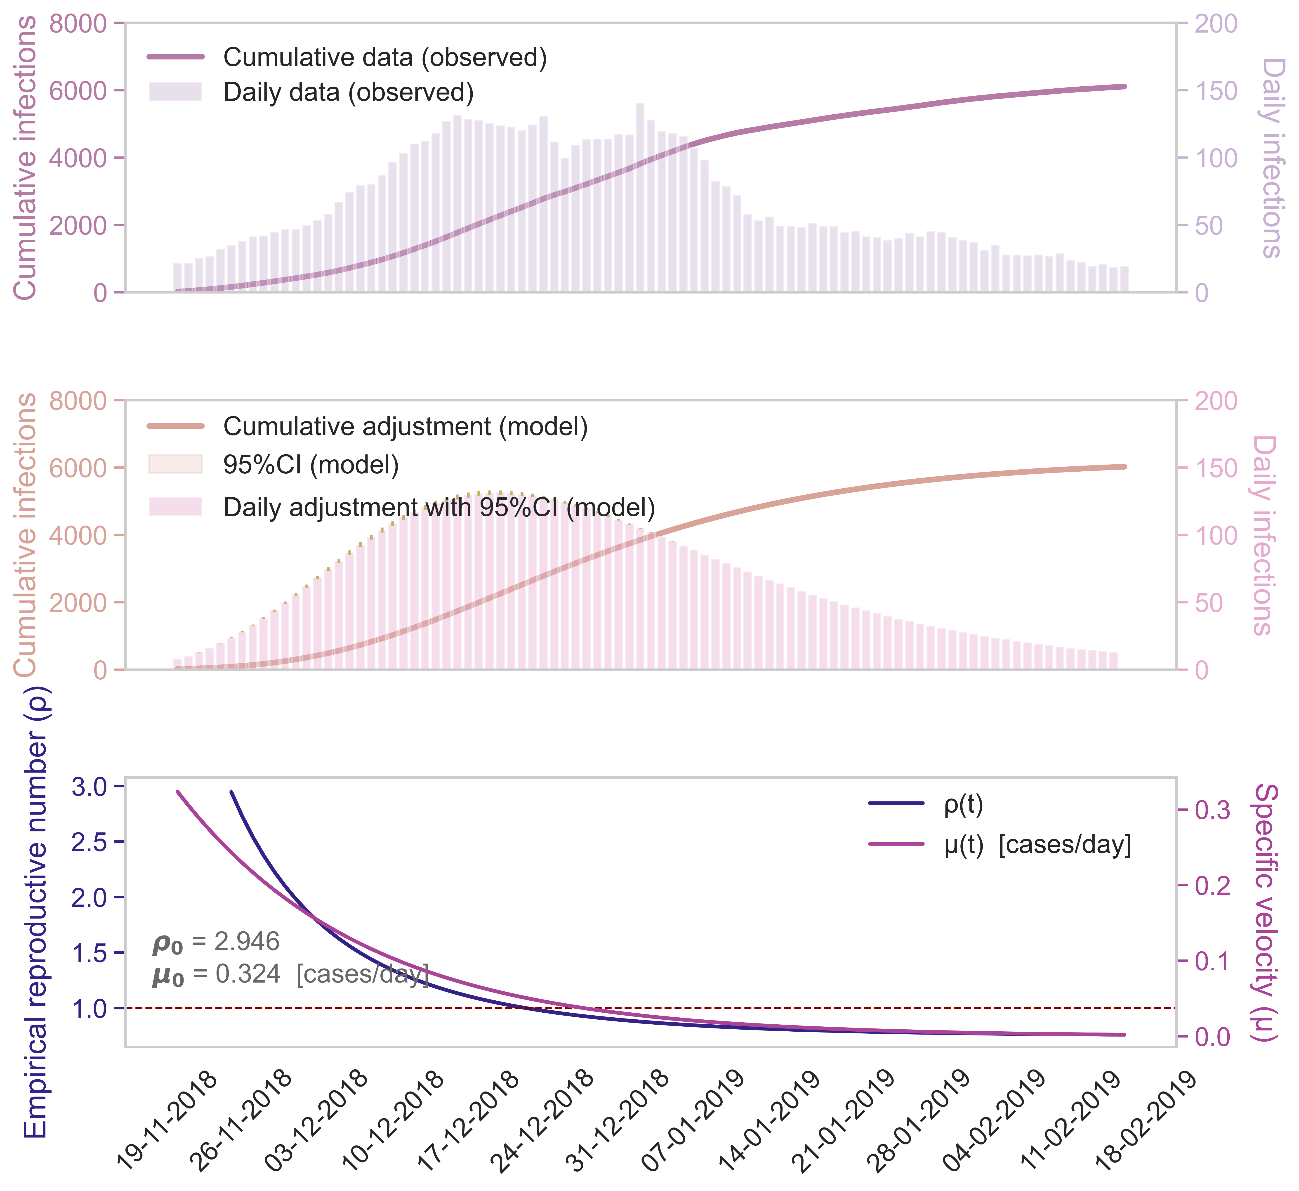 Cumulative infections
8000
6000
4000
2000
0
Cumulative data (observed)
Daily data (observed)
200
150
100
50
0
Daily infections
Cumulative infections
8000
6000
4000
2000
0
Cumulative adjustment (model)
95%CI (model)
Daily adjustment with 95%CI (model)
200
150
100
50
0
Daily infections
Empirical reproductive number (ρ)
3.0
2.5
2.0
1.5
1.0
ρ(t)
μ(t) [cases/day]
ρ₀ = 2.946
μ₀ = 0.324 [cases/day]
0.3
0.2
0.1
0.0
Specific velocity (μ)
19-11-2018
26-11-2018
03-12-2018
10-12-2018
17-12-2018
24-12-2018
31-12-2018
07-01-2019
14-01-2019
21-01-2019
28-01-2019
04-02-2019
11-02-2019
18-02-2019